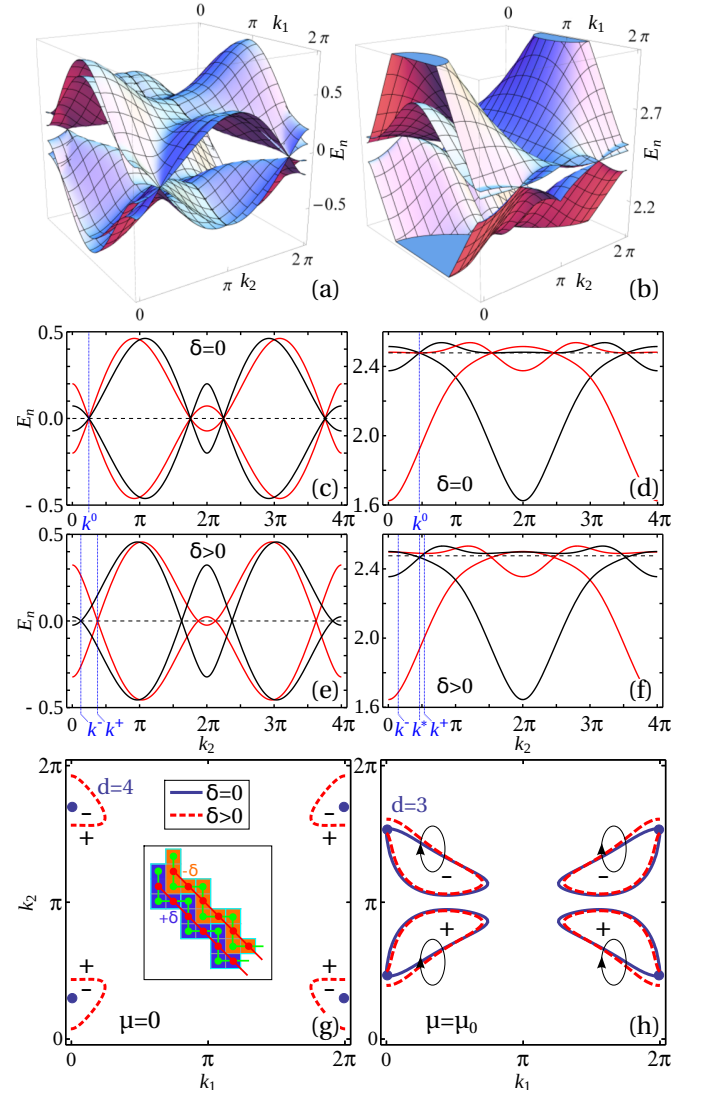 0 π k₁ 2π
0.5
0
Eₙ
−0.5
0 π k₂ 2π
(a)
0 π k₁ 2π
2.7
Eₙ
2.2
0 π k₂ 2π
(b)
0.5
0.0
- 0.5
Eₙ
δ=0
(c)
0 π 2π 3π 4π
k⁰
2.4
2.0
1.6
δ=0
(d)
0 π 2π 3π 4π
k⁰
0.5
0.0
- 0.5
Eₙ
δ>0
(e)
0 π 2π 3π 4π
k⁻ k⁺
k₂
2.4
2.0
1.6
δ>0
(f)
0 π 2π 3π 4π
k⁻ k* k⁺
k₂
2π
π
0
k₂
d=4
δ=0
δ>0
-
+
-
+
-δ
+δ
+
-
+
-
μ=0
(g)
0 π 2π
k₁
2π
π
0
d=3
-
-
+
+
μ=μ₀
(h)
0 π 2π
k₁